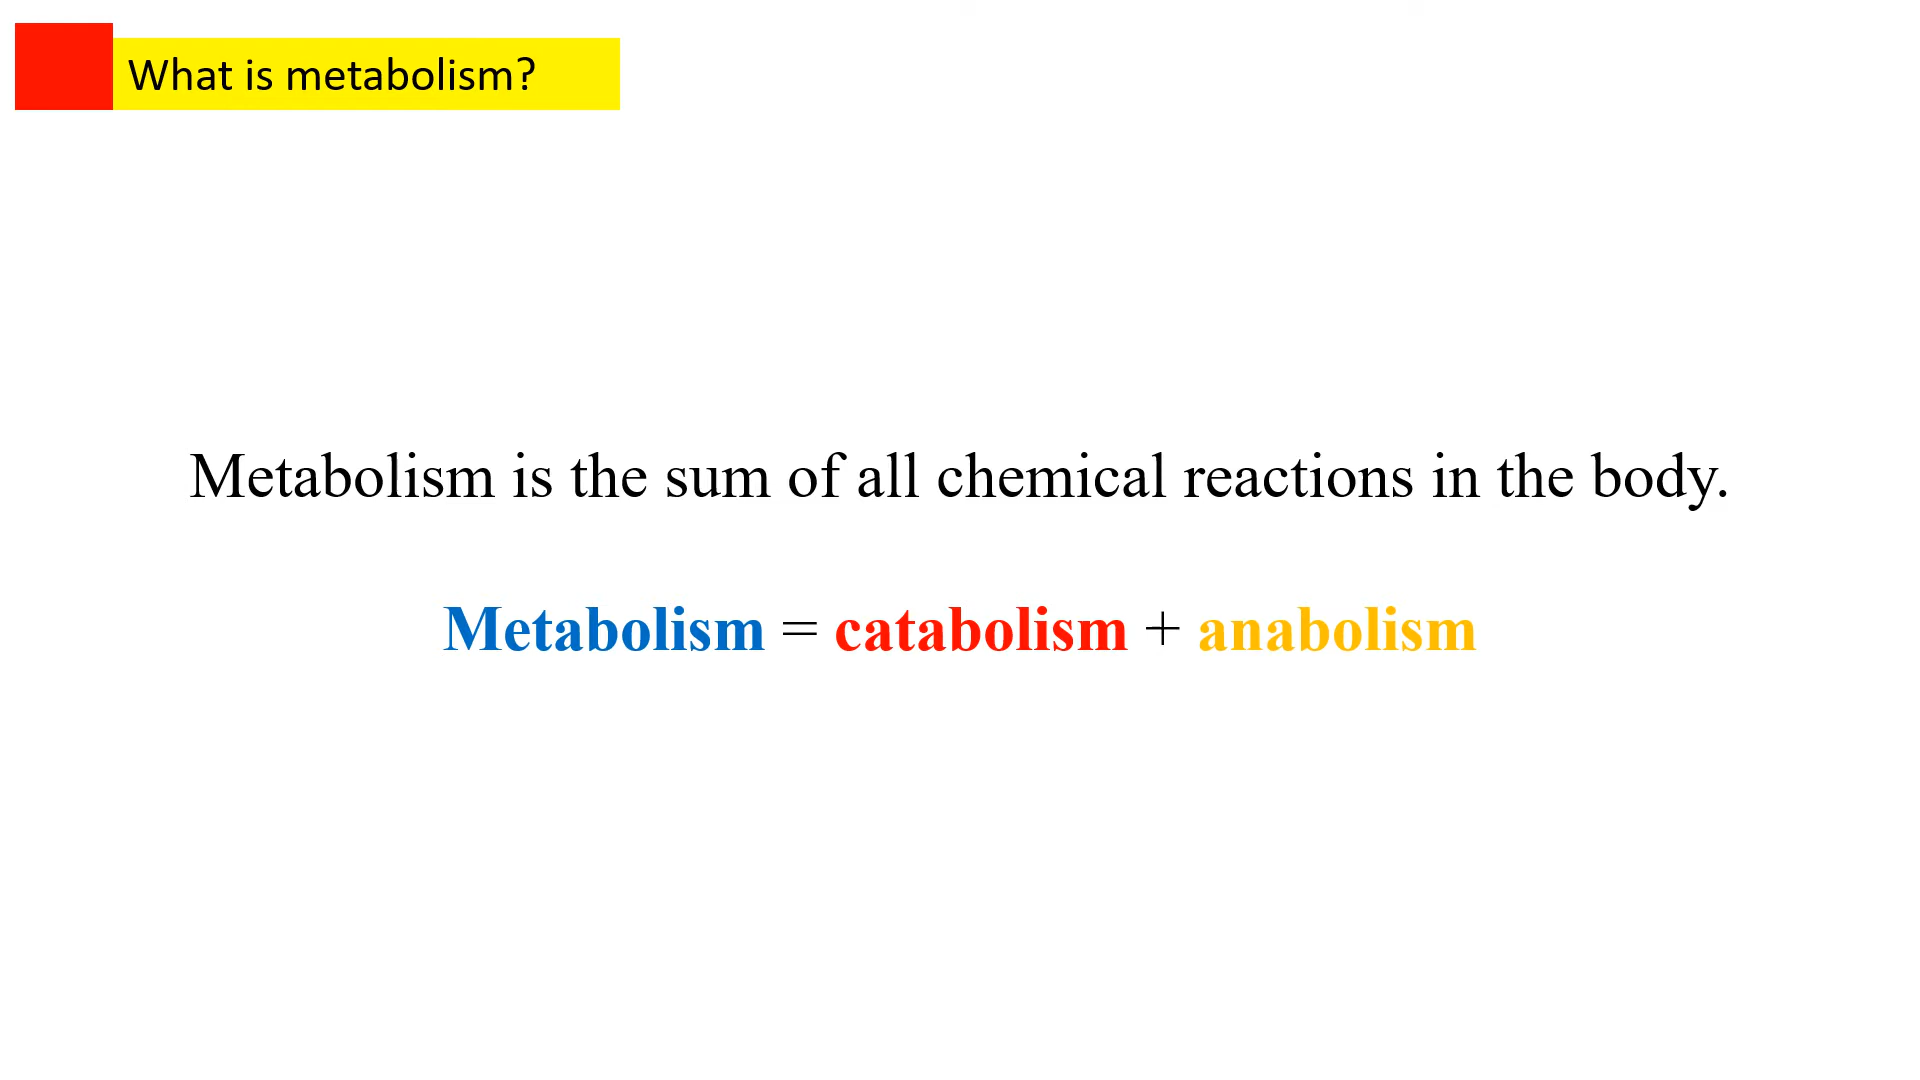 What is metabolism?
Metabolism is the sum of all chemical reactions in the body.
Metabolism = catabolism + anabolism